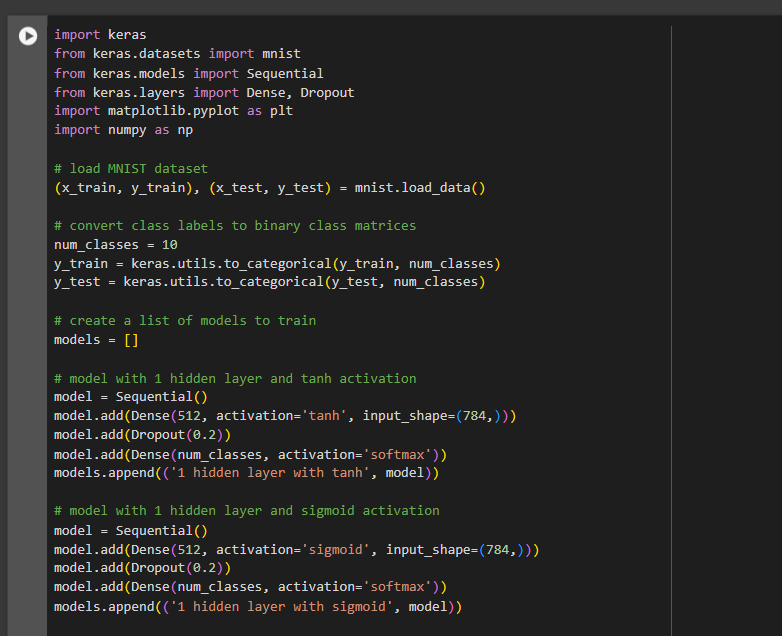 import keras
from keras.datasets import mnist
from keras.models import Sequential
from keras.layers import Dense, Dropout
import matplotlib.pyplot as plt
import numpy as np
# load MNIST dataset
(x_train, y_train), (x_test, y_test) = mnist.load_data()
# convert class labels to binary class matrices
num_classes = 10
y_train = keras.utils.to_categorical(y_train, num_classes)
y_test = keras.utils.to_categorical(y_test, num_classes)
# create a list of models to train
models = []
# model with 1 hidden layer and tanh activation
model = Sequential()
model.add(Dense(512, activation='tanh', input_shape=(784,)))
model.add(Dropout(0.2))
model.add(Dense(num_classes, activation='softmax'))
models.append(('1 hidden layer with tanh', model))
# model with 1 hidden layer and sigmoid activation
model = Sequential()
model.add(Dense(512, activation='sigmoid', input_shape=(784,)))
model.add(Dropout(0.2))
model.add(Dense(num_classes, activation='softmax'))
models.append(('1 hidden layer with sigmoid', model))